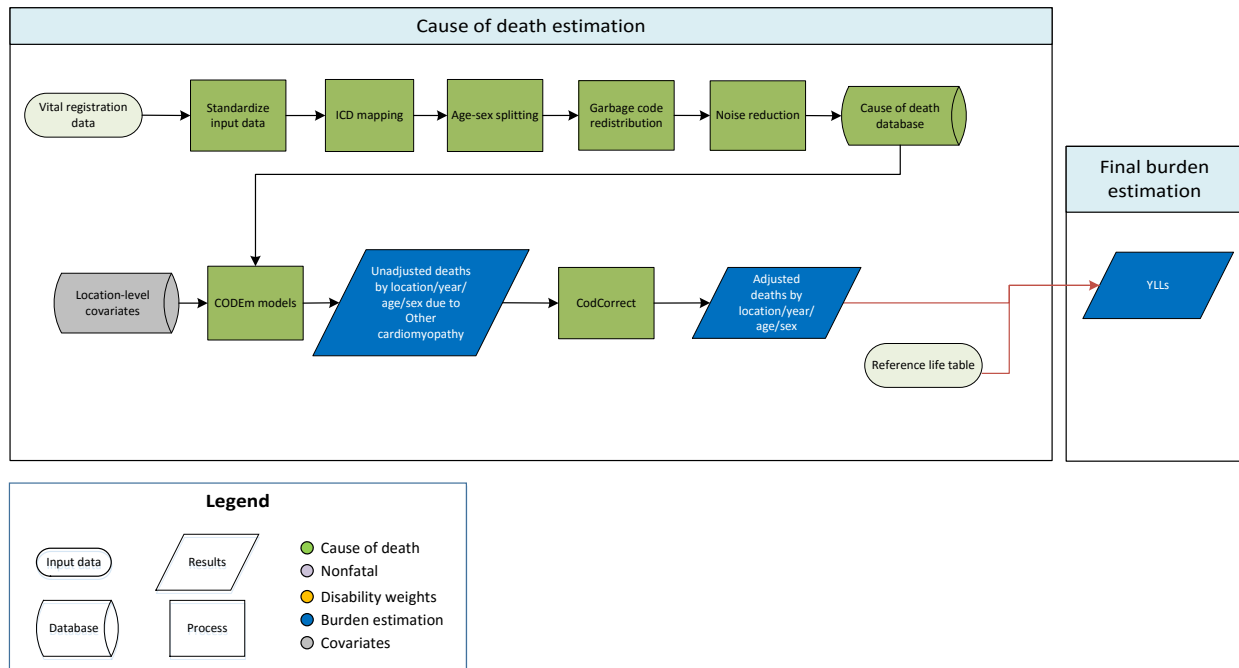 Cause of death estimation
Vital registration
data
Standardize
input data
ICD mapping
Age-sex splitting
Garbage code
redistribution
Noise reduction
Cause of death
database
Final burden
estimation
Location-level
covariates
CODEm models
Unadjusted deaths
by location/year/
age/sex due to
Other
cardiomyopathy
CodCorrect
Adjusted
deaths by
location/year/
age/sex
YLLs
Reference life table
Legend
Input data
Results
Database
Process
Cause of death
Nonfatal
Disability weights
Burden estimation
Covariates